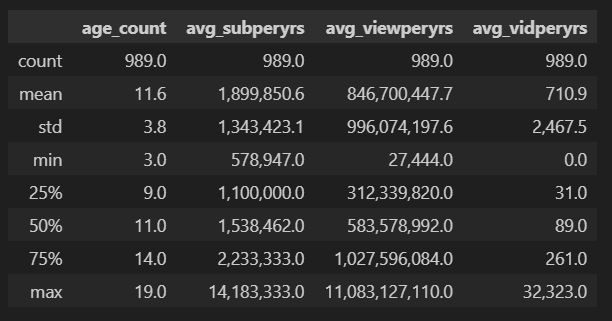 age_count avg_subperyrs avg_viewperyrs avg_vidperyrs
count 989.0 989.0 989.0 989.0
mean 11.6 1,899,850.6 846,700,447.7 710.9
std 3.8 1,343,423.1 996,074,197.6 2,467.5
min 3.0 578,947.0 27,444.0 0.0
25% 9.0 1,100,000.0 312,339,820.0 31.0
50% 11.0 1,538,462.0 583,578,992.0 89.0
75% 14.0 2,233,333.0 1,027,596,084.0 261.0
max 19.0 14,183,333.0 11,083,127,110.0 32,323.0